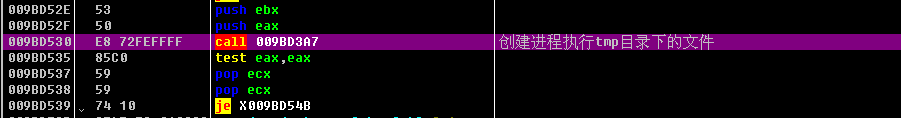 009BD52E 53 push ebx
009BD52F 50 push eax
009BD530 E8 72FEFFFF call 009BD3A7 创建进程执行tmp目录下的文件
009BD535 85C0 test eax,eax
009BD537 59 pop ecx
009BD538 59 pop ecx
009BD539 74 10 je X009BD54B